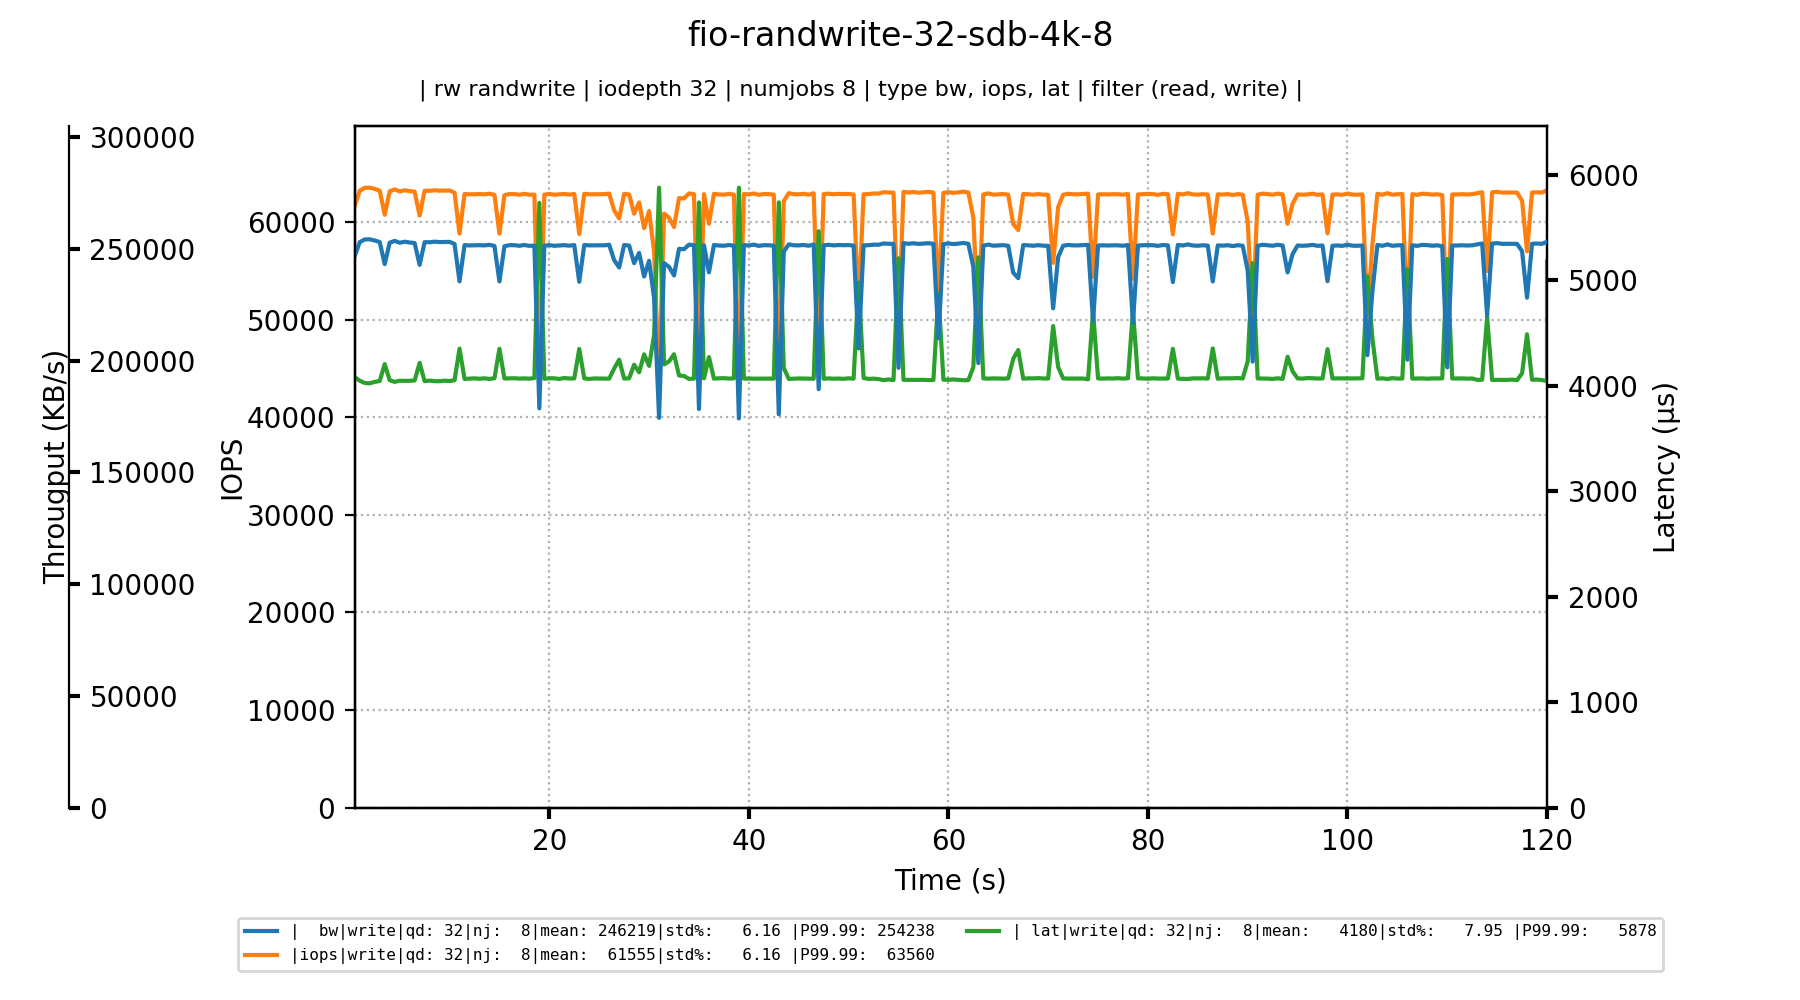 fio-randwrite-32-sdb-4k-8
| rw randwrite | iodepth 32 | numjobs 8 | type bw, iops, lat | filter (read, write) |
Througput (KB/s)
300000
250000
200000
150000
100000
50000
0
IOPS
60000
50000
40000
30000
20000
10000
0
6000
5000
4000
3000
2000
1000
0
Latency (µs)
20 40 60 80 100 120
Time (s)
|  bw|write|qd: 32|nj:  8|mean: 246219|std%:   6.16 |P99.99: 254238
|iops|write|qd: 32|nj:  8|mean:  61555|std%:   6.16 |P99.99:  63560
| lat|write|qd: 32|nj:  8|mean:   4180|std%:   7.95 |P99.99:   5878